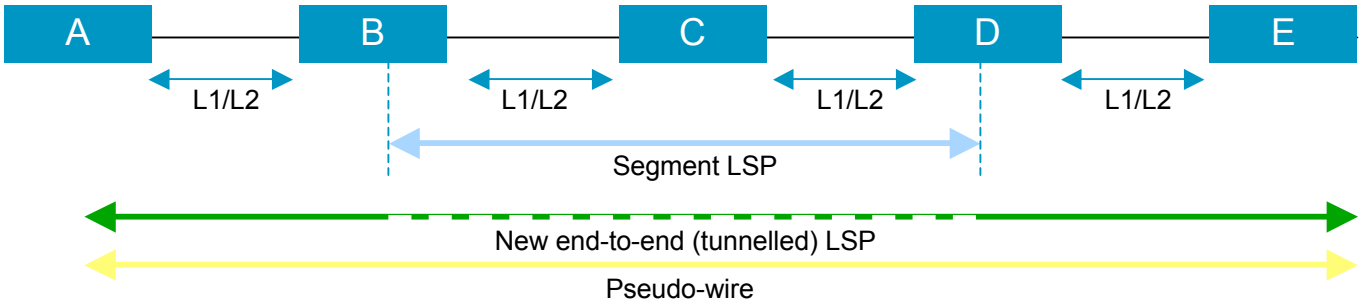 A B C D E
L1/L2 L1/L2 L1/L2 L1/L2
Segment LSP
New end-to-end (tunnelled) LSP
Pseudo-wire